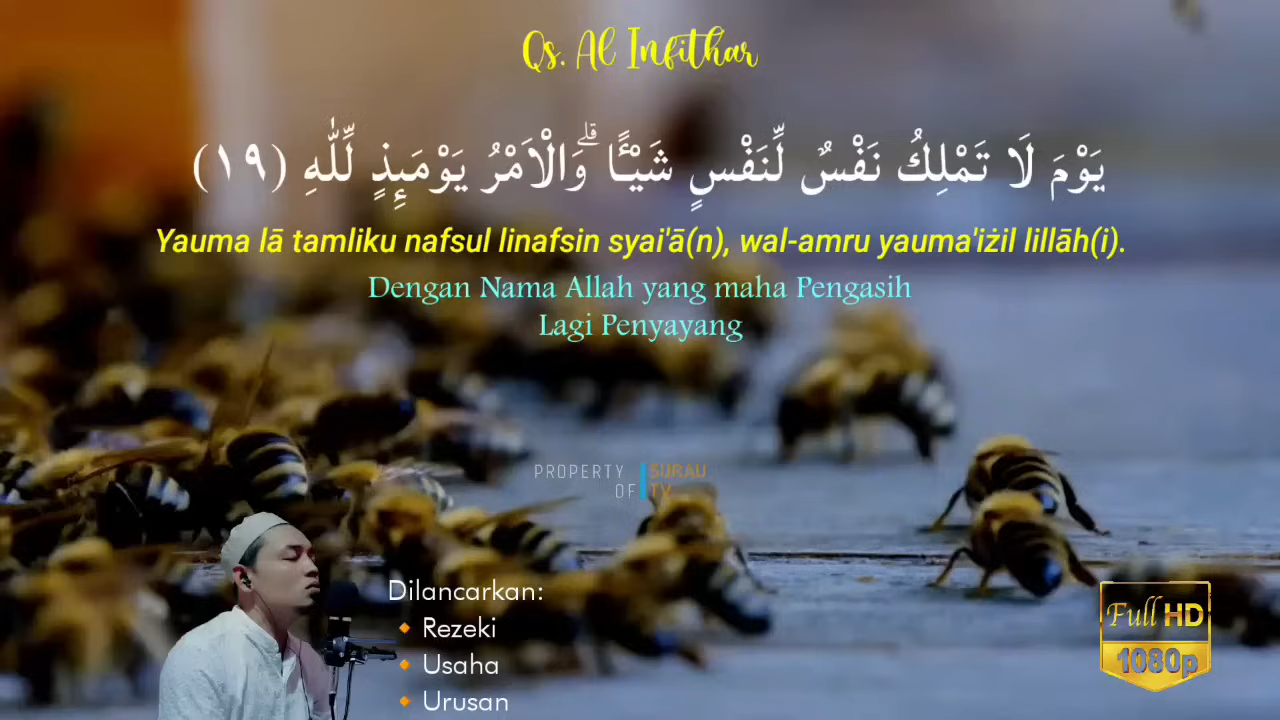 Qs. Al Infithar
يَوْمَ لَا تَمْلِكُ نَفْسٌ لِّنَفْسٍ شَيْـًٔاۗ وَالْاَمْرُ يَوْمَىِٕذٍ لِّلّٰهِ (١٩)
Yauma lā tamliku nafsul linafsin syai'ā(n), wal-amru yauma'iżil lillāh(i).
Dengan Nama Allah yang maha Pengasih
Lagi Penyayang
PROPERTY OF SURAU TV
Dilancarkan:
🔸 Rezeki
🔸 Usaha
🔸 Urusan
Full HD
1080p